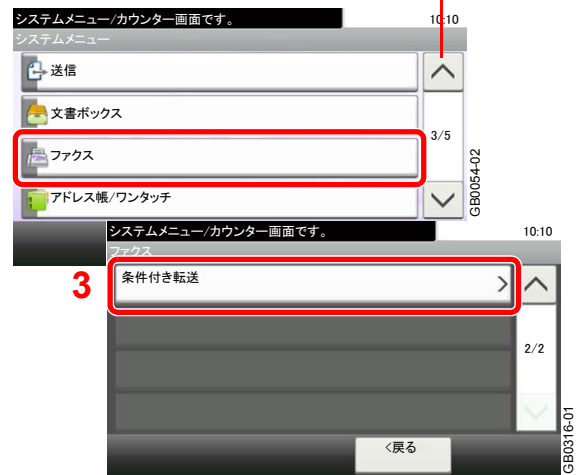 システムメニュー/カウンター画面です。
10:10
システムメニュー
送信
文書ボックス
3/5
ファクス
アドレス帳/ワンタッチ
GB0054-02
システムメニュー/カウンター画面です。
10:10
ファクス
3
条件付き転送
2/2
<戻る
GB0316-01